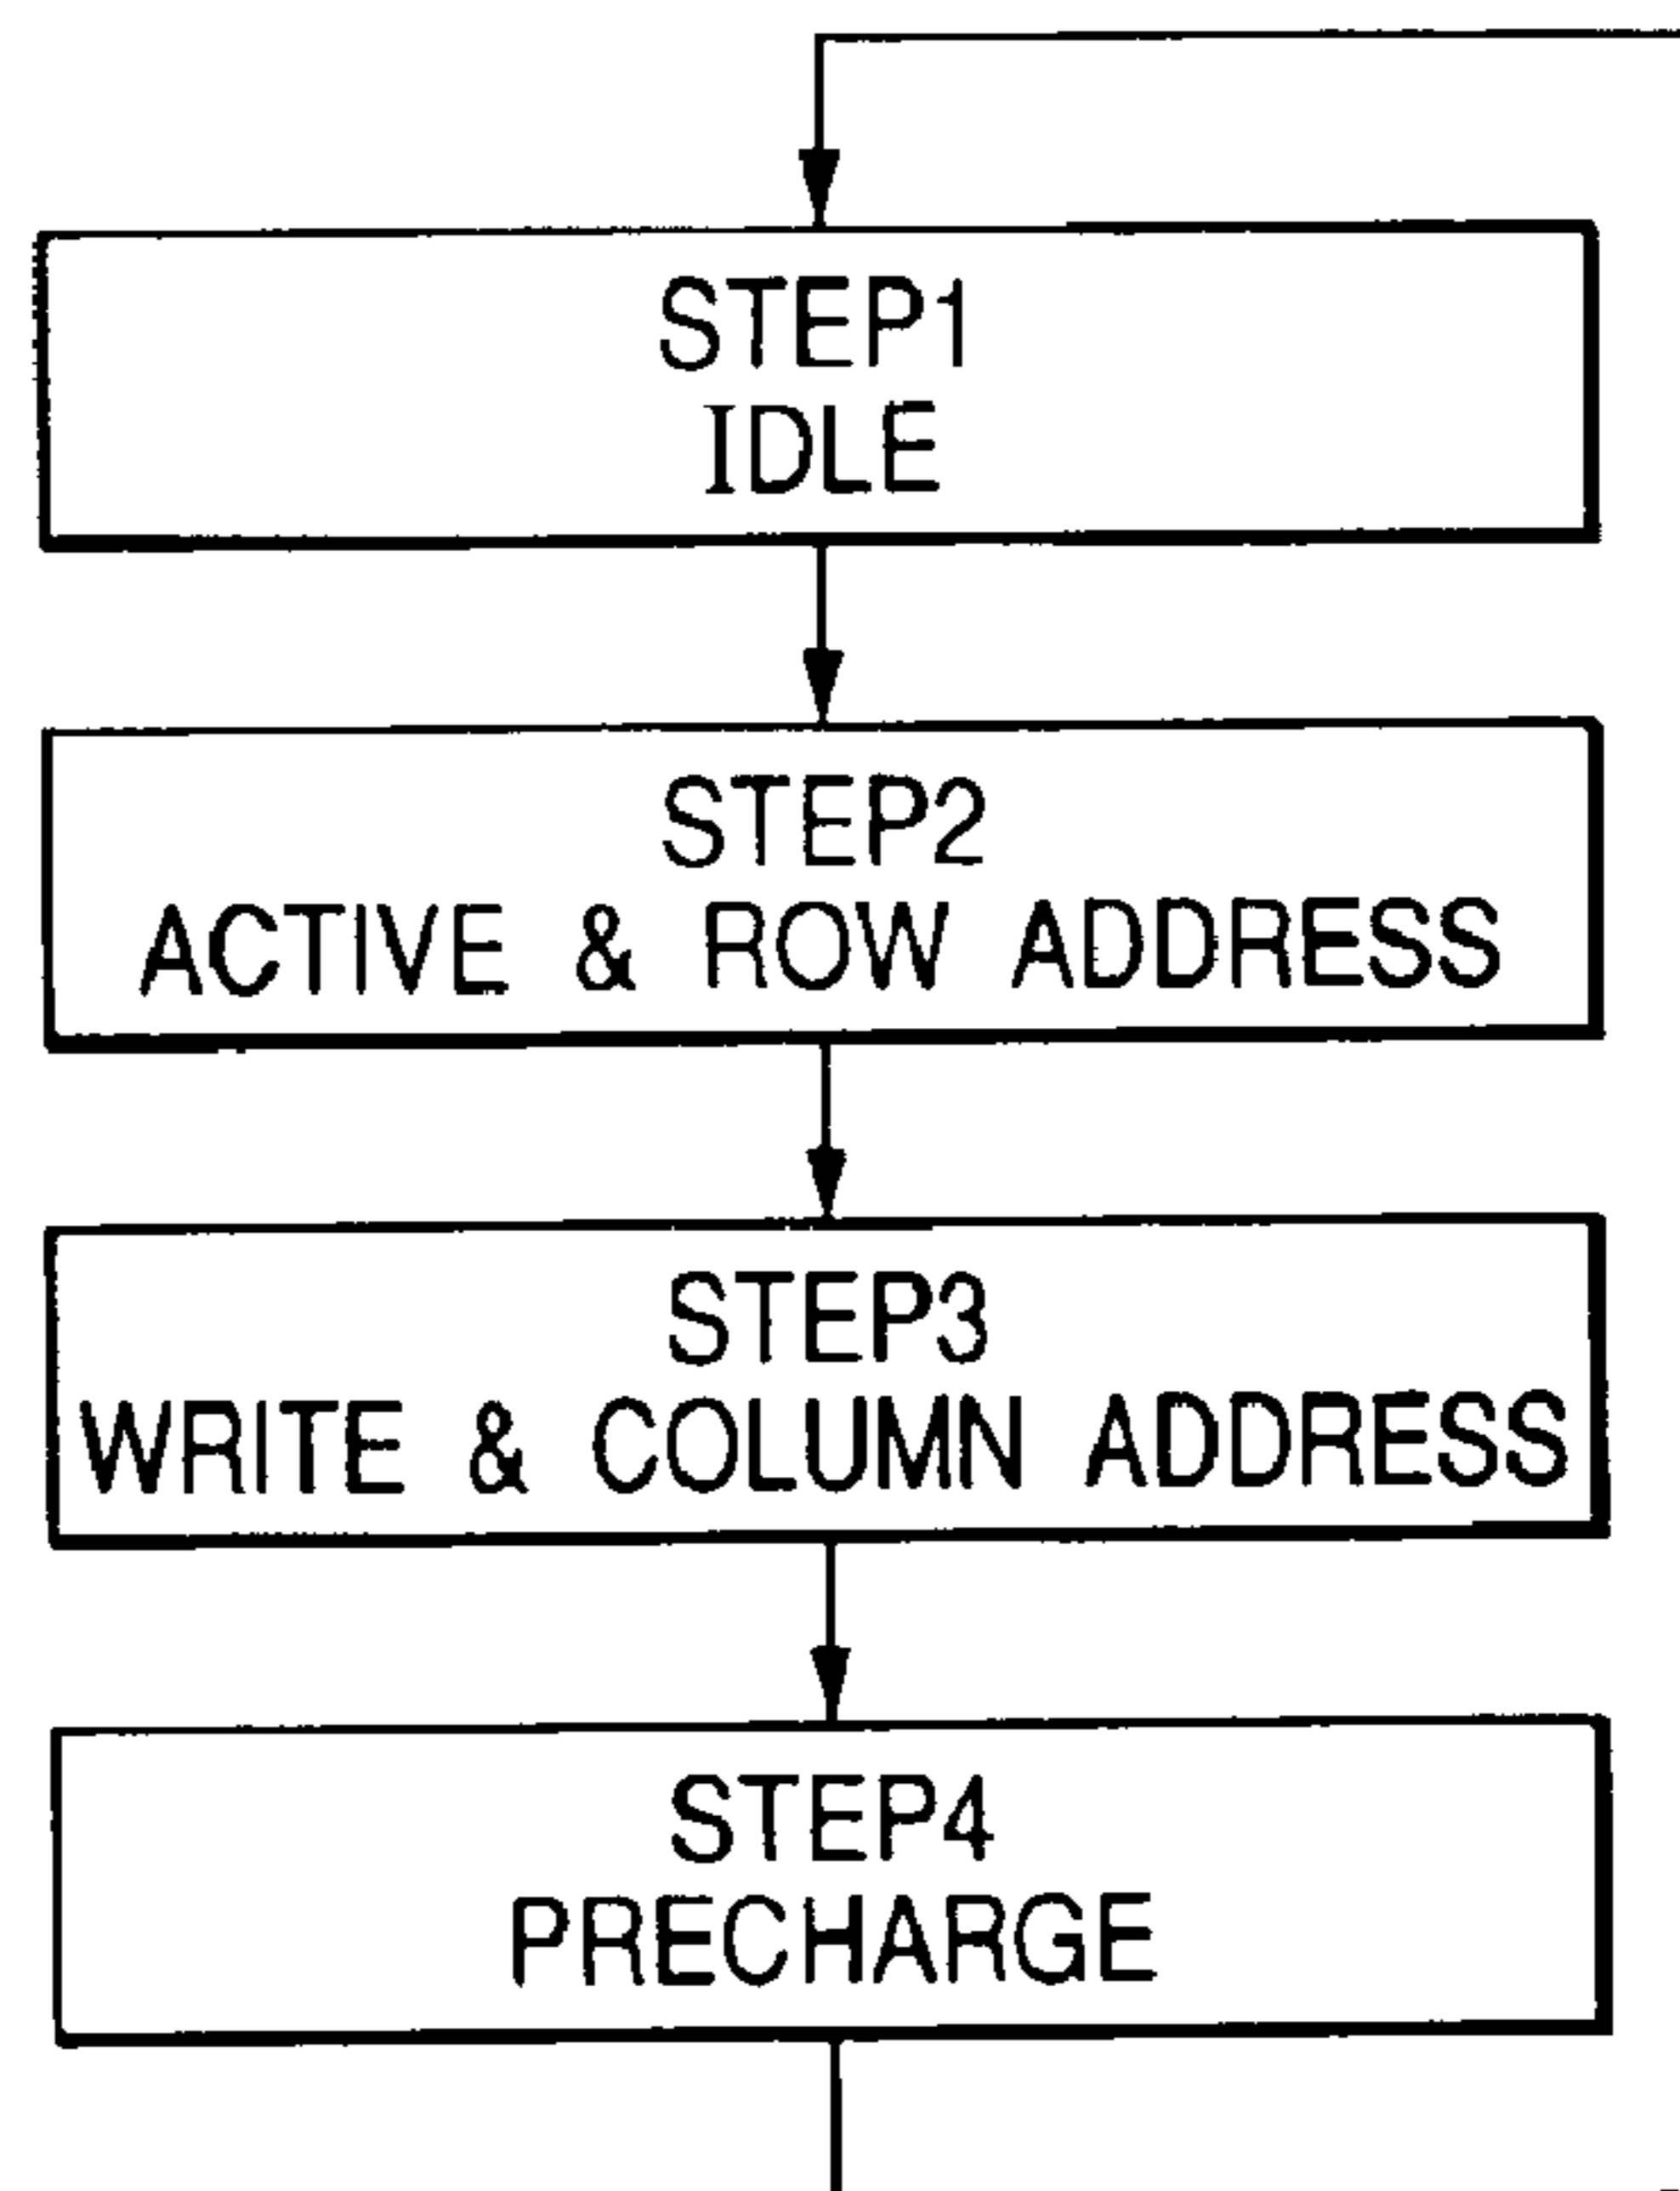 STEP1
IDLE
STEP2
ACTIVE & ROW ADDRESS
STEP3
WRITE & COLUMN ADDRESS
STEP4
PRECHARGE